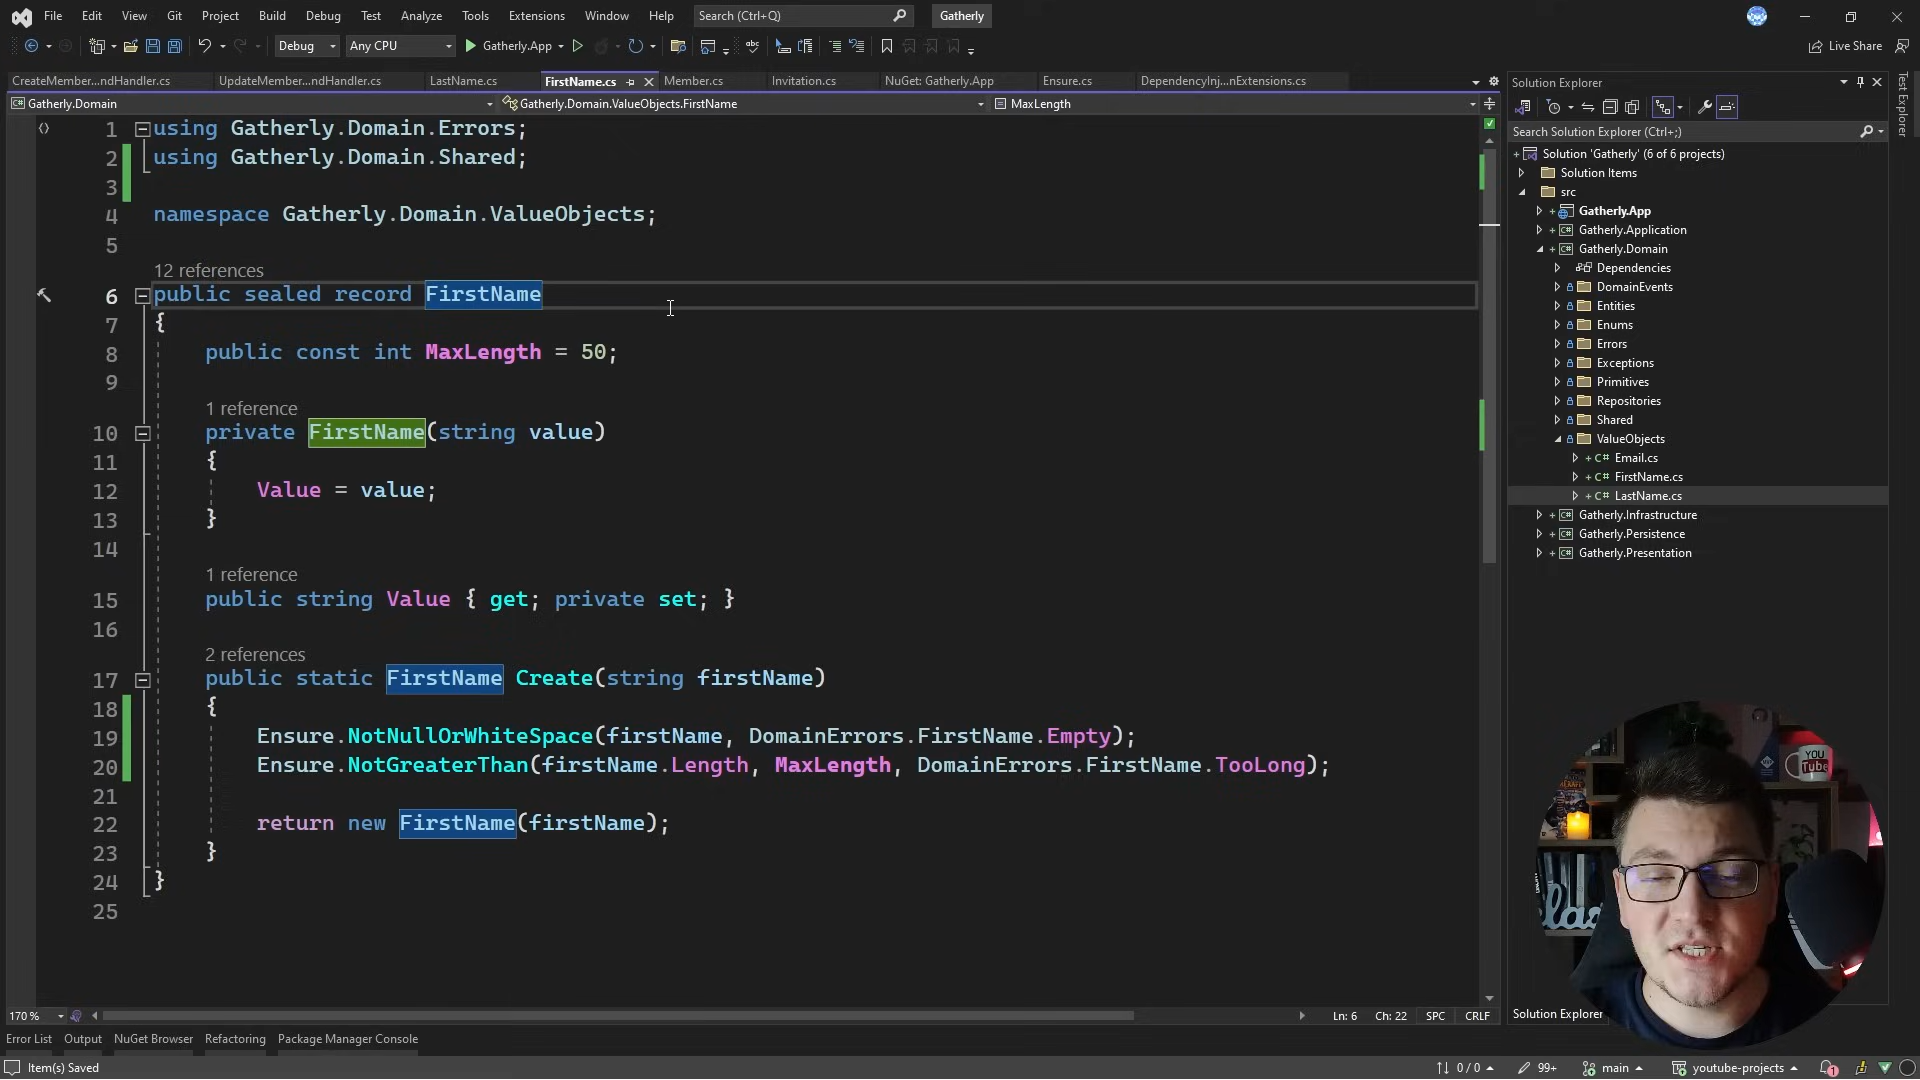 File Edit View Git Project Build Debug Test Analyze Tools Extensions Window Help Search (Ctrl+Q) Gatherly
Debug Any CPU Gatherly.App Live Share
CreateMember...ndHandler.cs UpdateMember...ndHandler.cs LastName.cs FirstName.cs Member.cs Invitation.cs NuGet: Gatherly.App Ensure.cs DependencyInj...nExtensions.cs
Gatherly.Domain Gatherly.Domain.ValueObjects.FirstName MaxLength
1 using Gatherly.Domain.Errors;
2 using Gatherly.Domain.Shared;
3
4 namespace Gatherly.Domain.ValueObjects;
5
12 references
6 public sealed record FirstName
7 {
8 public const int MaxLength = 50;
9
1 reference
10 private FirstName(string value)
11 {
12 Value = value;
13 }
14
1 reference
15 public string Value { get; private set; }
16
2 references
17 public static FirstName Create(string firstName)
18 {
19 Ensure.NotNullOrWhiteSpace(firstName, DomainErrors.FirstName.Empty);
20 Ensure.NotGreaterThan(firstName.Length, MaxLength, DomainErrors.FirstName.TooLong);
21
22 return new FirstName(firstName);
23 }
24 }
25
170 % Ln: 6 Ch: 22 SPC CRLF
Error List Output NuGet Browser Refactoring Package Manager Console
Item(s) Saved 0 / 0 99+ main youtube-projects 1
Solution Explorer
Search Solution Explorer (Ctrl+;)
Solution 'Gatherly' (6 of 6 projects)
Solution Items
src
Gatherly.App
Gatherly.Application
Gatherly.Domain
Dependencies
DomainEvents
Entities
Enums
Errors
Exceptions
Primitives
Repositories
Shared
ValueObjects
C# Email.cs
C# FirstName.cs
C# LastName.cs
Gatherly.Infrastructure
Gatherly.Persistence
Gatherly.Presentation
Solution Explorer
Test Explorer
YOU
Tube